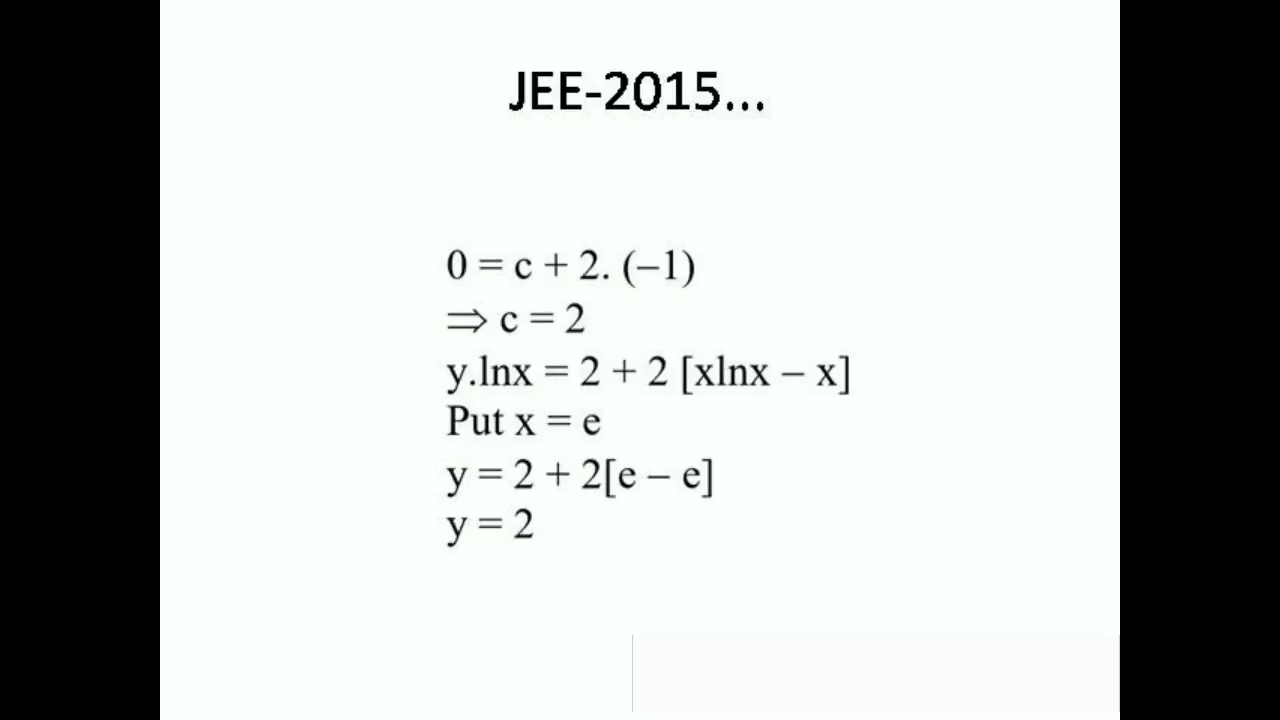 JEE-2015...
0 = c + 2. (–1)
⇒ c = 2
y.lnx = 2 + 2 [xlnx – x]
Put x = e
y = 2 + 2[e – e]
y = 2